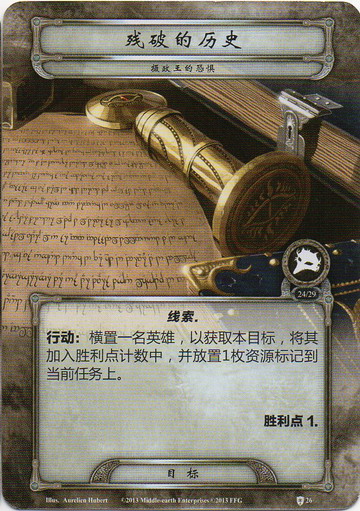 残破的历史
摄政王的恐惧
24/29
线索.
行动：横置一名英雄，以获取本目标，将其
加入胜利点计数中，并放置1枚资源标记到
当前任务上。
胜利点 1.
目标
Illus. Aurelien Hubert ©2013 Middle-earth Enterprises ©2013 FFG 26